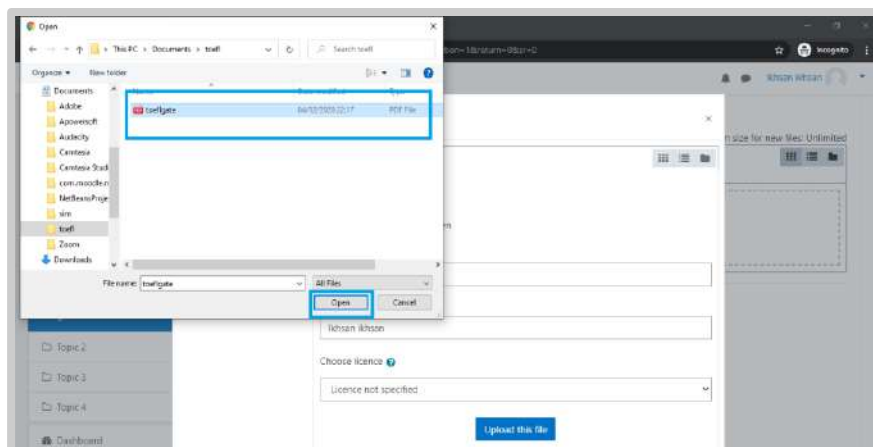 Open
This PC > Documents > toefl
Search toefl
Incognito
Organize
New folder
Documents
Name
Type
Adobe
toeflgate
PDF File
Apowersoft
Audacity
Camtasia
Camtasia Studi
com.moodle.n
NetBeansProje
sim
toefl
Zoom
Downloads
File name: toeflgate
All Files
Open
Cancel
Ikhsan Ikhsan
size for new files: Unlimited
Ikhsan Ikhsan
Choose licence
Licence not specified
Upload this file
Topic 2
Topic 3
Topic 4
Dashboard